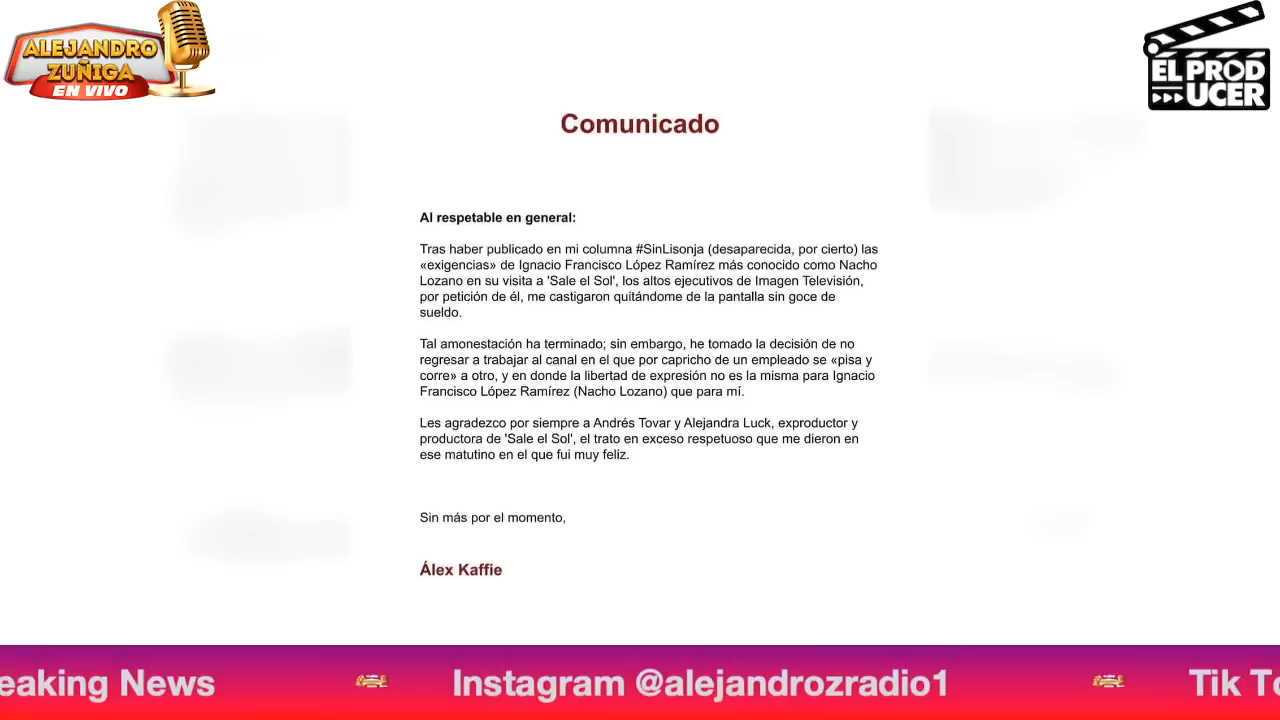 ALEJANDRO
ZUÑIGA
EN VIVO
EL PROD
UCER
Comunicado
Al respetable en general:
Tras haber publicado en mi columna #SinLisonja (desaparecida, por cierto) las
«exigencias» de Ignacio Francisco López Ramírez más conocido como Nacho
Lozano en su visita a 'Sale el Sol', los altos ejecutivos de Imagen Televisión,
por petición de él, me castigaron quitándome de la pantalla sin goce de
sueldo.
Tal amonestación ha terminado; sin embargo, he tomado la decisión de no
regresar a trabajar al canal en el que por capricho de un empleado se «pisa y
corre» a otro, y en donde la libertad de expresión no es la misma para Ignacio
Francisco López Ramírez (Nacho Lozano) que para mí.
Les agradezco por siempre a Andrés Tovar y Alejandra Luck, exproductor y
productora de 'Sale el Sol', el trato en exceso respetuoso que me dieron en
ese matutino en el que fui muy feliz.
Sin más por el momento,
Álex Kaffie
eaking News Instagram @alejandrozradio1 Tik To